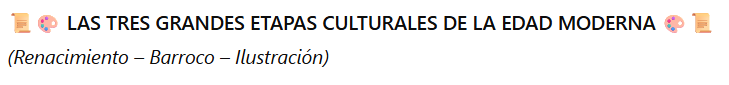 📜🎨 LAS TRES GRANDES ETAPAS CULTURALES DE LA EDAD MODERNA 🎨📜
(Renacimiento – Barroco – Ilustración)